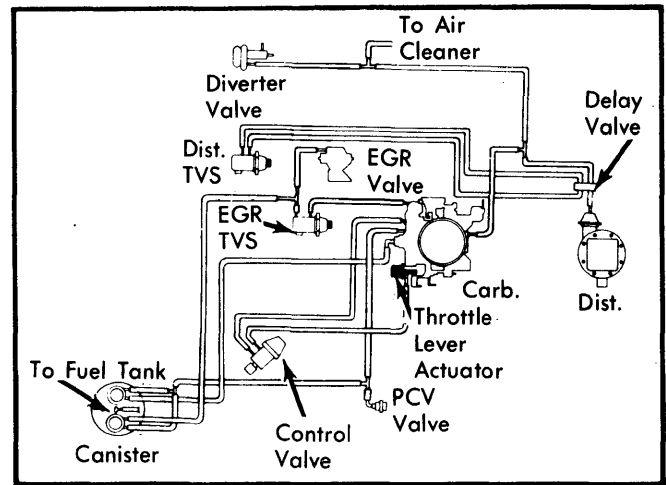 To Air
Cleaner
Diverter
Valve
Delay
Valve
Dist.
TVS
EGR
Valve
EGR
TVS
Carb.
Dist.
Throttle
Lever
Actuator
To Fuel Tank
PCV
Valve
Control
Valve
Canister